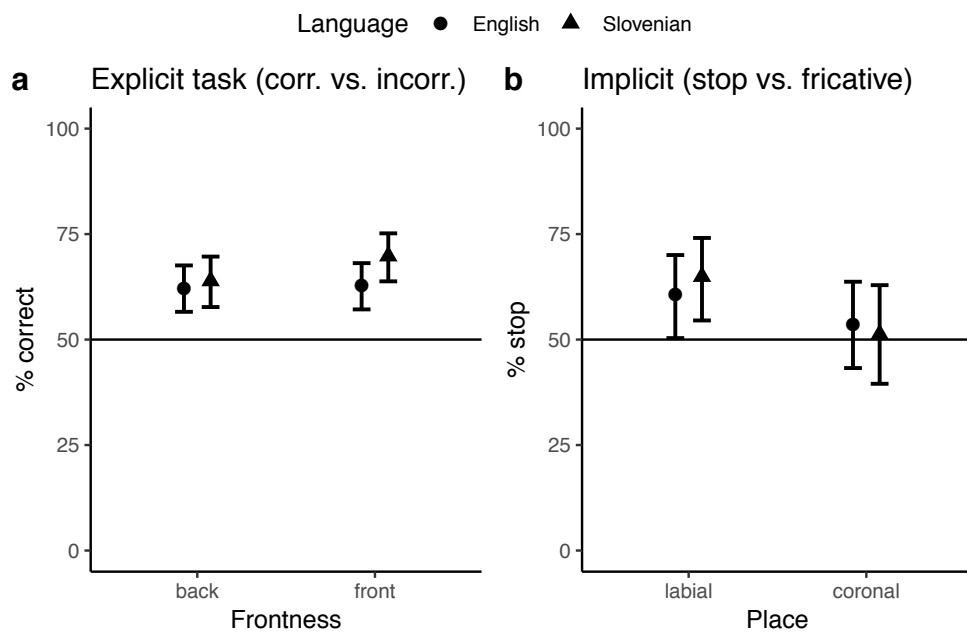 Language English Slovenian
a Explicit task (corr. vs. incorr.)
100
75
50
25
0
% correct
back front
Frontness
b Implicit (stop vs. fricative)
100
75
50
25
0
% stop
labial coronal
Place